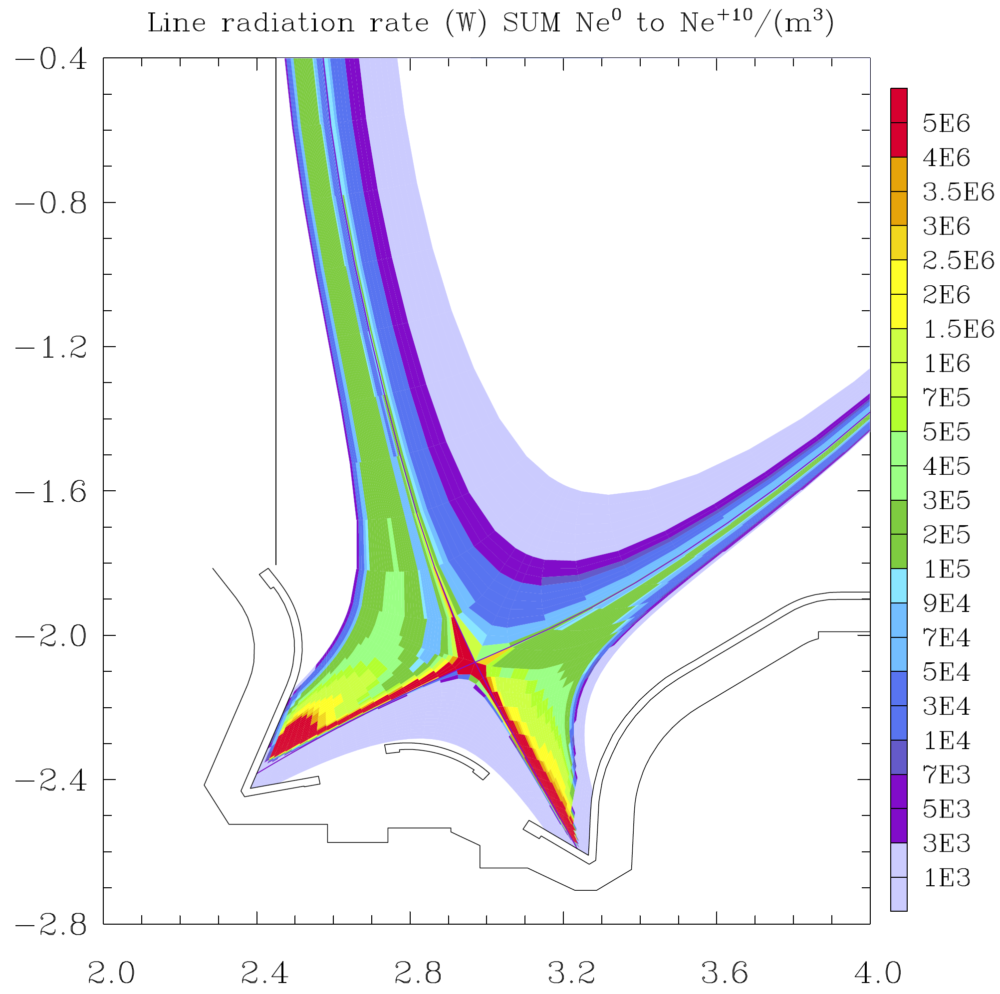 Line radiation rate (W) SUM Ne⁰ to Ne⁺¹⁰/(m³)
−0.4
−0.8
−1.2
−1.6
−2.0
−2.4
−2.8
2.0 2.4 2.8 3.2 3.6 4.0
5E6
4E6
3.5E6
3E6
2.5E6
2E6
1.5E6
1E6
7E5
5E5
4E5
3E5
2E5
1E5
9E4
7E4
5E4
3E4
1E4
7E3
5E3
3E3
1E3